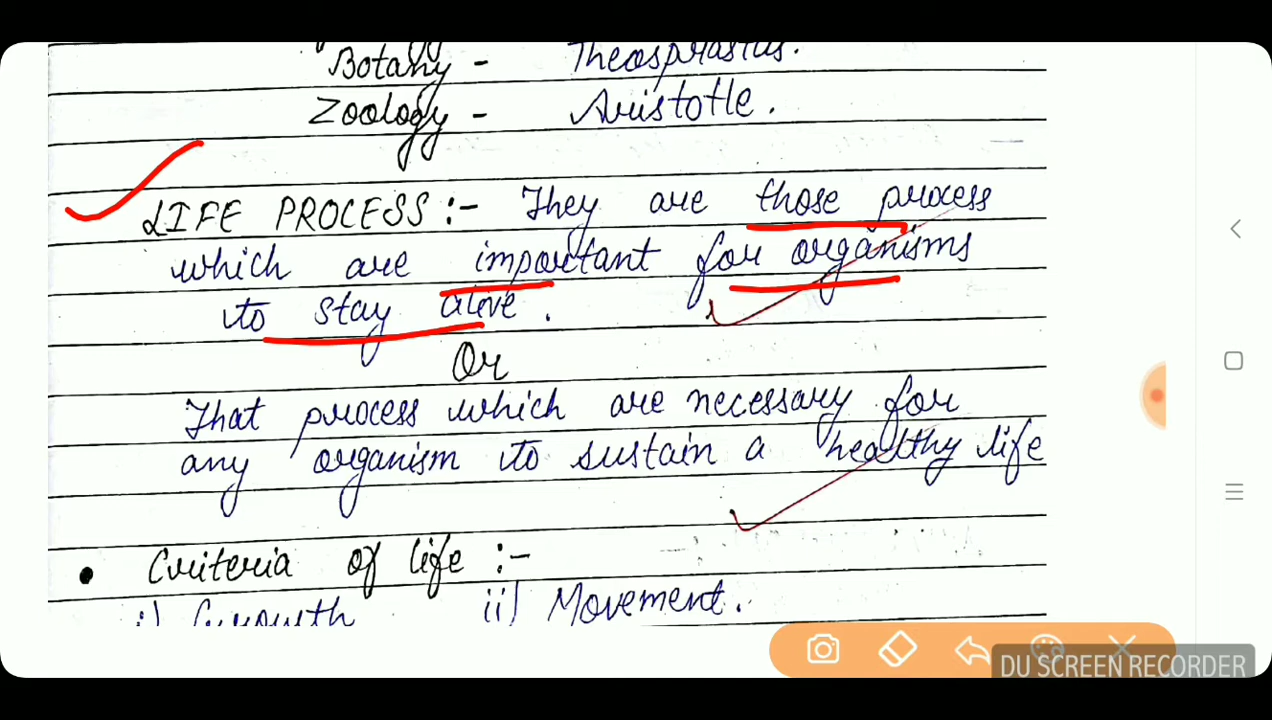 Botany - Theosprastus.
Zoology - Aristotle.
LIFE PROCESS :- They are those process
which are important for organisms
to stay alive.
Or
That process which are necessary for
any organism to sustain a healthy life
• Criteria of life :-
i) Growth ii) Movement.
DU SCREEN RECORDER